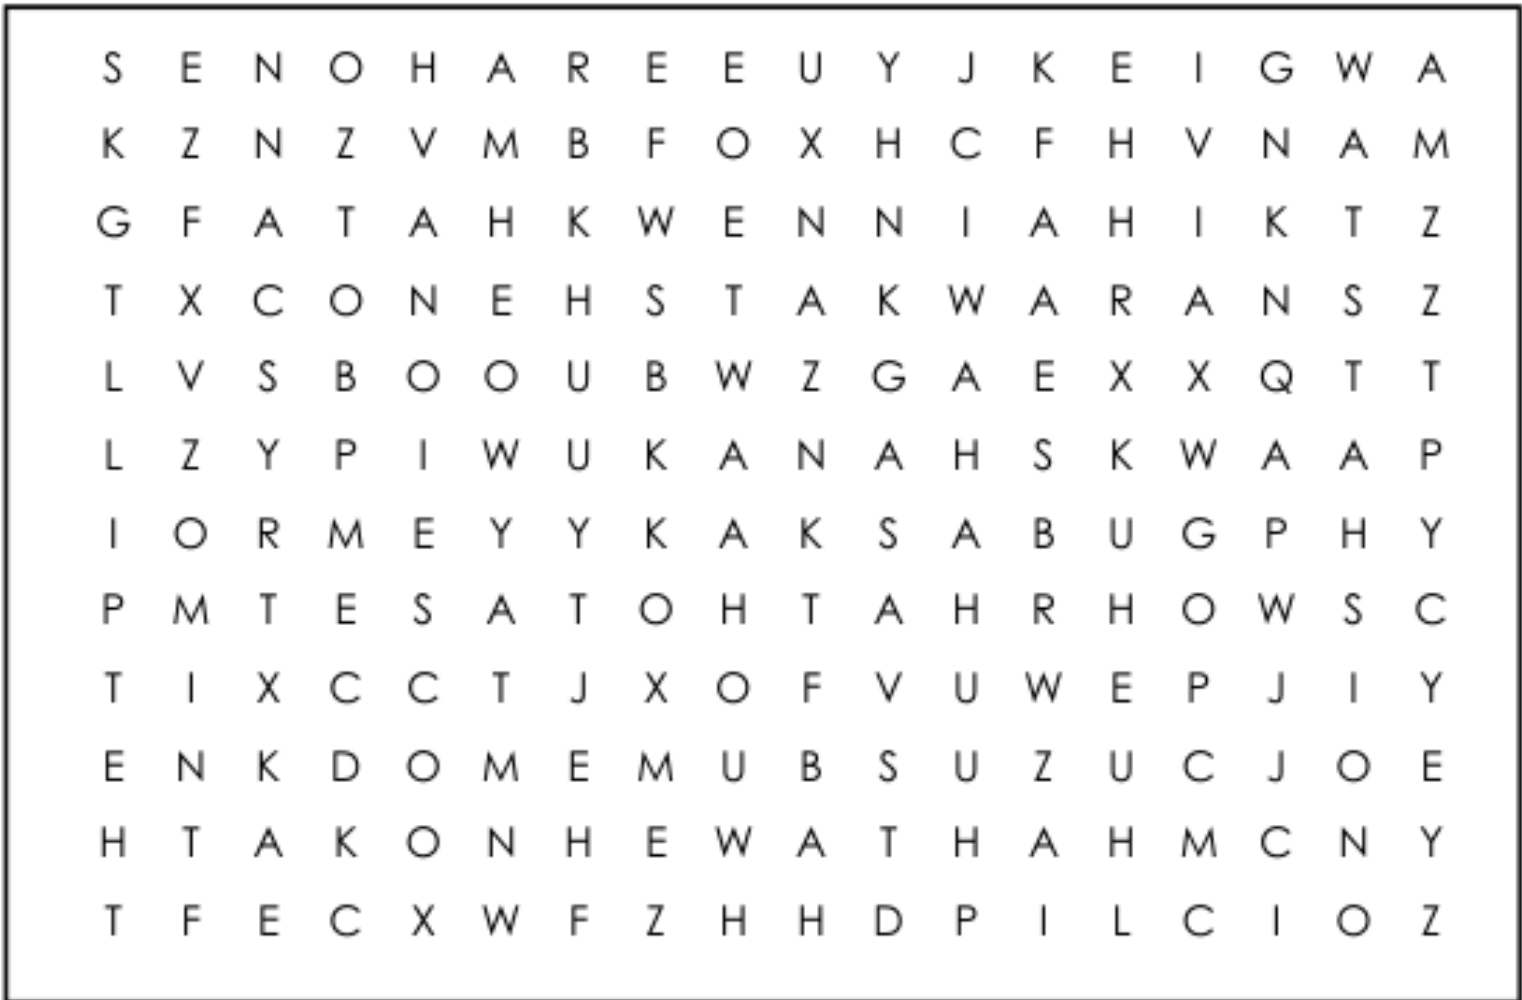 S E N O H A R E E U Y J K E I G W A
K Z N Z V M B F O X H C F H V N A M
G F A T A H K W E N N I A H I K T Z
T X C O N E H S T A K W A R A N S Z
L V S B O O U B W Z G A E X X Q T T
L Z Y P I W U K A N A H S K W A A P
I O R M E Y Y K A K S A B U G P H Y
P M T E S A T O H T A H R H O W S C
T I X C C T J X O F V U W E P J I Y
E N K D O M E M U B S U Z U C J O E
H T A K O N H E W A T H A H M C N Y
T F E C X W F Z H H D P I L C I O Z